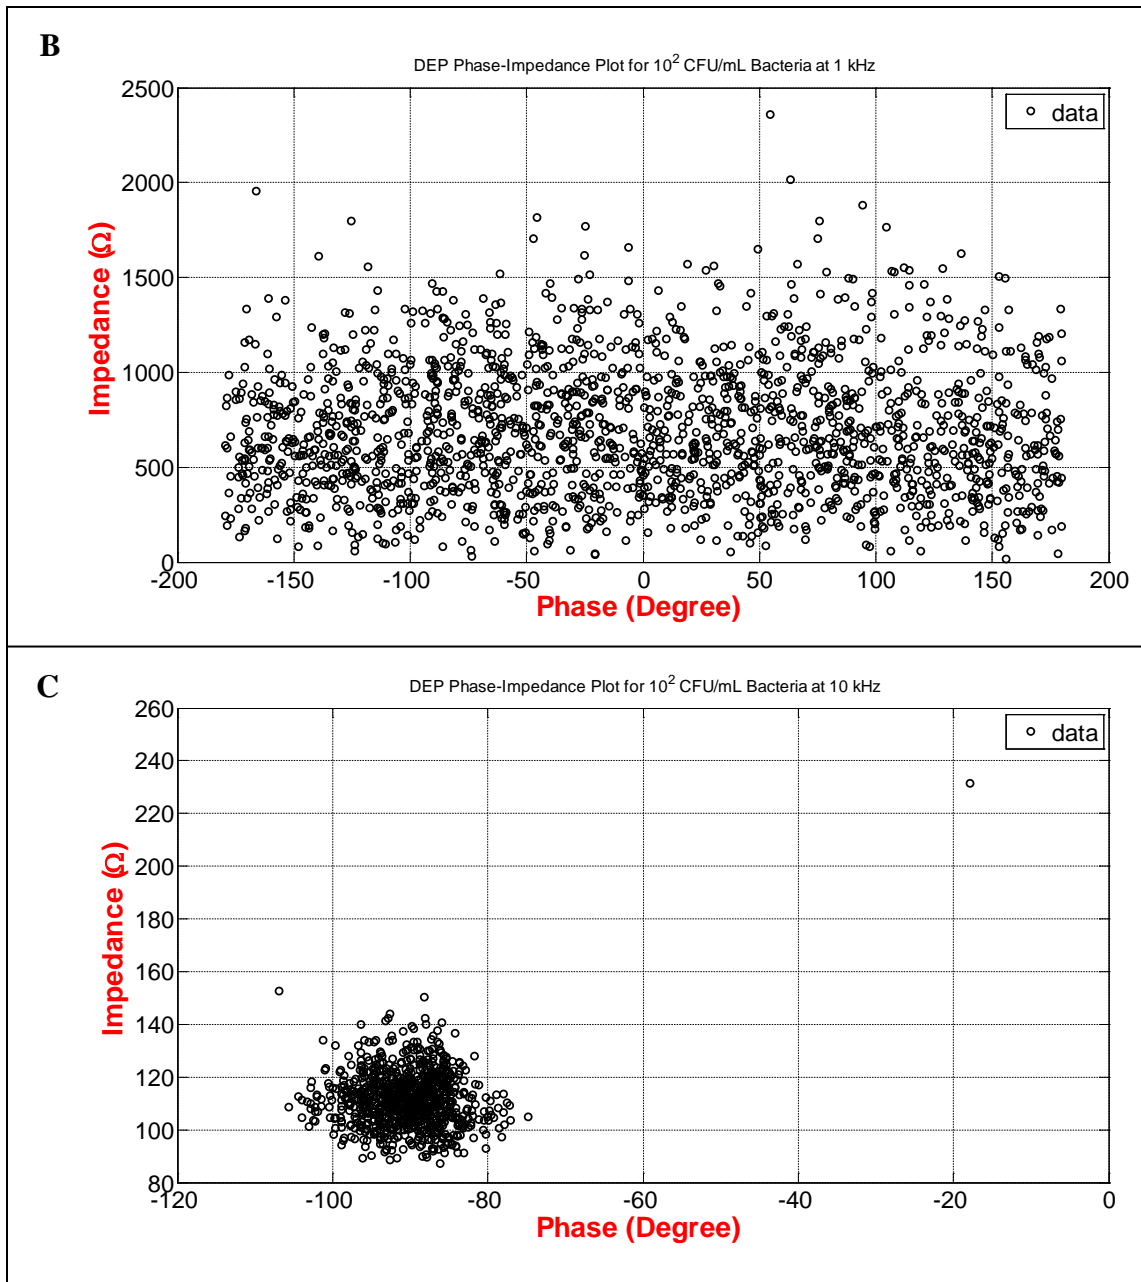 B
DEP Phase-Impedance Plot for 10² CFU/mL Bacteria at 1 kHz
2500
2000
1500
1000
500
0
Impedance (Ω)
data
-200 -150 -100 -50 0 50 100 150 200
Phase (Degree)
C
DEP Phase-Impedance Plot for 10² CFU/mL Bacteria at 10 kHz
260
240
220
200
180
160
140
120
100
80
Impedance (Ω)
data
-120 -100 -80 -60 -40 -20 0
Phase (Degree)